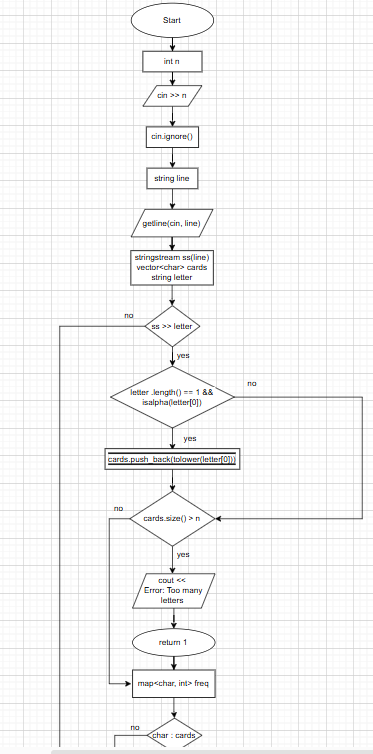 Start
int n
cin >> n
cin.ignore()
string line
getline(cin, line)
stringstream ss(line)
vector<char> cards
string letter
no
ss >> letter
yes
no
letter .length() == 1 &&
isalpha(letter[0])
yes
cards.push_back(tolower(letter[0]))
no
cards.size() > n
yes
cout <<
Error: Too many
letters
return 1
map<char, int> freq
no
char : cards